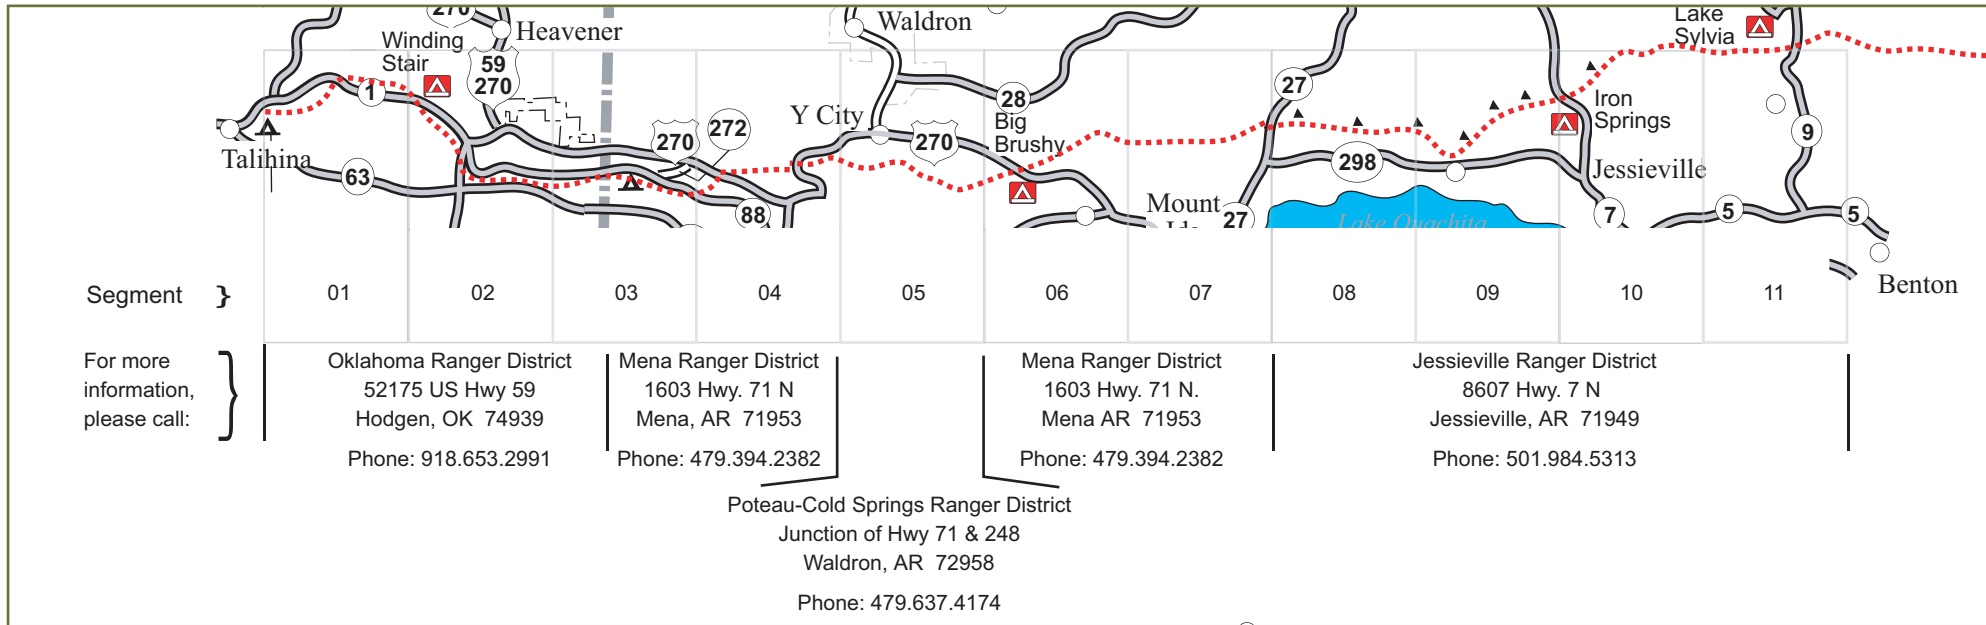 270
Heavener
Winding
Stair
59
270
1
Waldron
28
Y City
270
272
270
Big
Brushy
Talihina
63
88
27
Mount
27
298
Lake Ouachita
Lake
Sylvia
Iron
Springs
Jessieville
7
9
5
5
Benton
Segment }
01 02 03 04 05 06 07 08 09 10 11
For more
information,
please call:
Oklahoma Ranger District
52175 US Hwy 59
Hodgen, OK 74939
Phone: 918.653.2991
Mena Ranger District
1603 Hwy. 71 N
Mena, AR 71953
Phone: 479.394.2382
Poteau-Cold Springs Ranger District
Junction of Hwy 71 & 248
Waldron, AR 72958
Phone: 479.637.4174
Mena Ranger District
1603 Hwy. 71 N.
Mena AR 71953
Phone: 479.394.2382
Jessieville Ranger District
8607 Hwy. 7 N
Jessieville, AR 71949
Phone: 501.984.5313